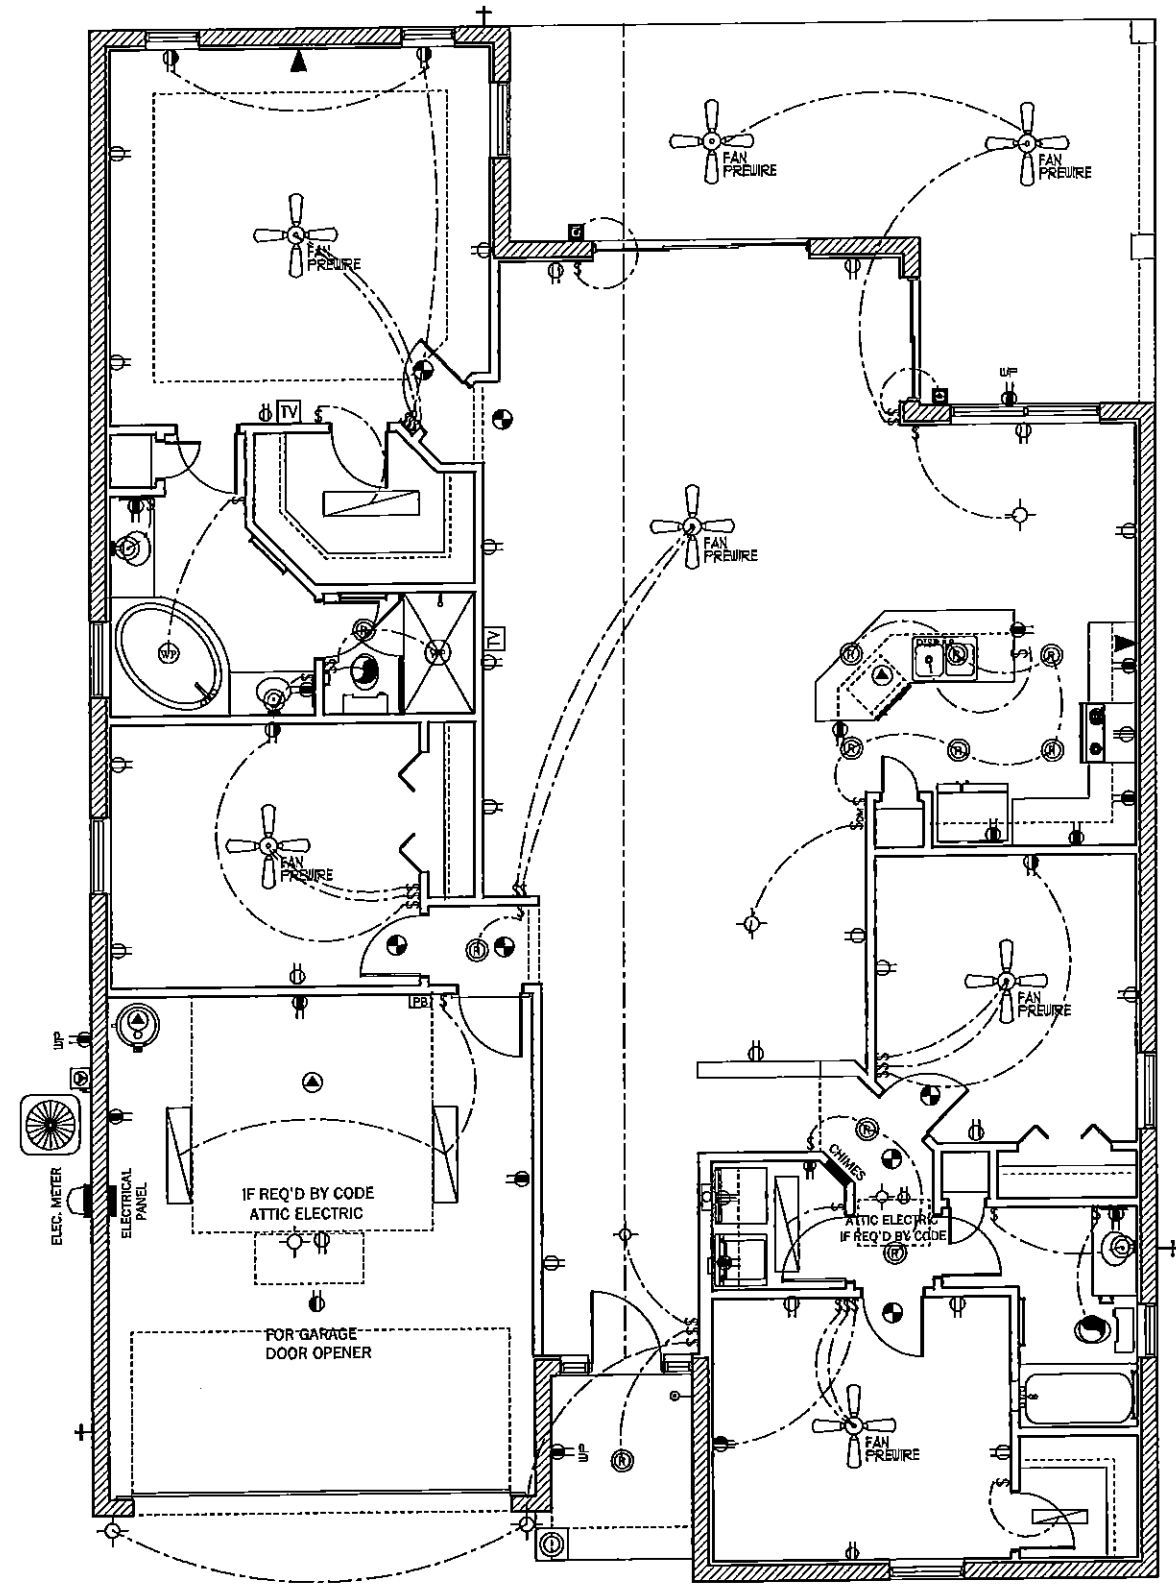 FAN
PREWIRE
FAN
PREWIRE
FAN
PREWIRE
WP
TV
FAN
PREWIRE
WP
TV
R
R
R
R
R
R
R
FAN
PREWIRE
DM
R
FAN
PREWIRE
PB
WP
R
CHIMES
ELEC. METER
ELECTRICAL
PANEL
IF REQ'D BY CODE
ATTIC ELECTRIC
ATTIC ELECTRIC
IF REQ'D BY CODE
R
FOR GARAGE
DOOR OPENER
FAN
PREWIRE
WP
R